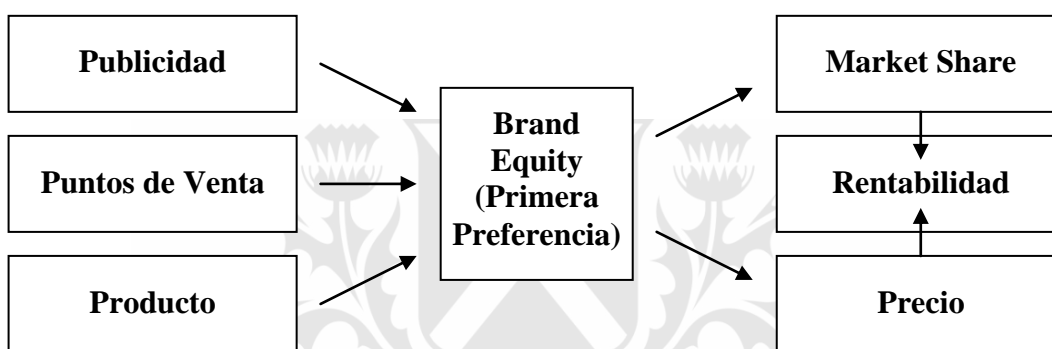 Publicidad
Puntos de Venta
Producto
Brand
Equity
(Primera
Preferencia)
Market Share
Rentabilidad
Precio